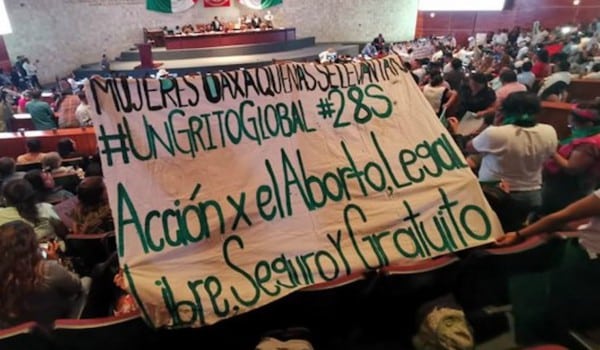 MUJERES OAXAQUEÑAS SE LEVANTAN
#UNGRITOGLOBAL #28S
Acción x el Aborto, Legal
Libre, Seguro y Gratuito